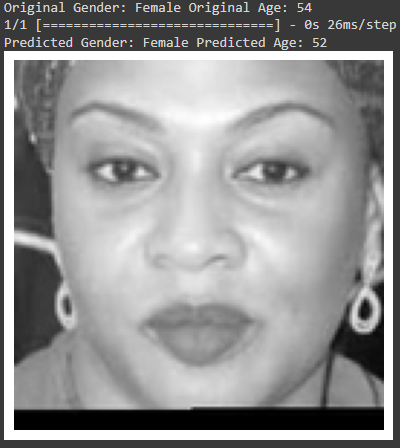 Original Gender: Female Original Age: 54
1/1 [==============================] - 0s 26ms/step
Predicted Gender: Female Predicted Age: 52